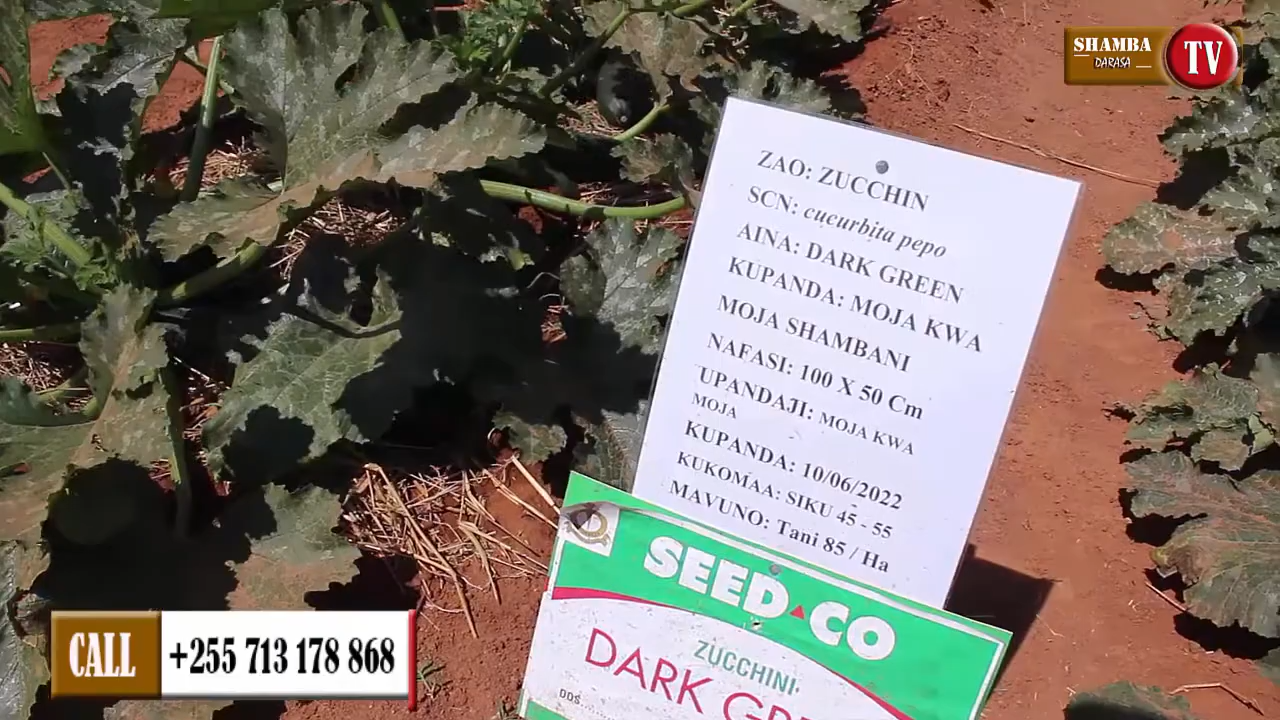 SHAMBA
DARASA
TV
ZAO: ZUCCHIN
SCN: cucurbita pepo
AINA: DARK GREEN
KUPANDA: MOJA KWA
MOJA SHAMBANI
NAFASI: 100 X 50 Cm
UPANDAJI: MOJA KWA
MOJA
KUPANDA: 10/06/2022
KUKOMAA: SIKU 45 - 55
MAVUNO: Tani 85 / Ha
SEED CO
ZUCCHINI
DARK
DOS
CALL
+255 713 178 868